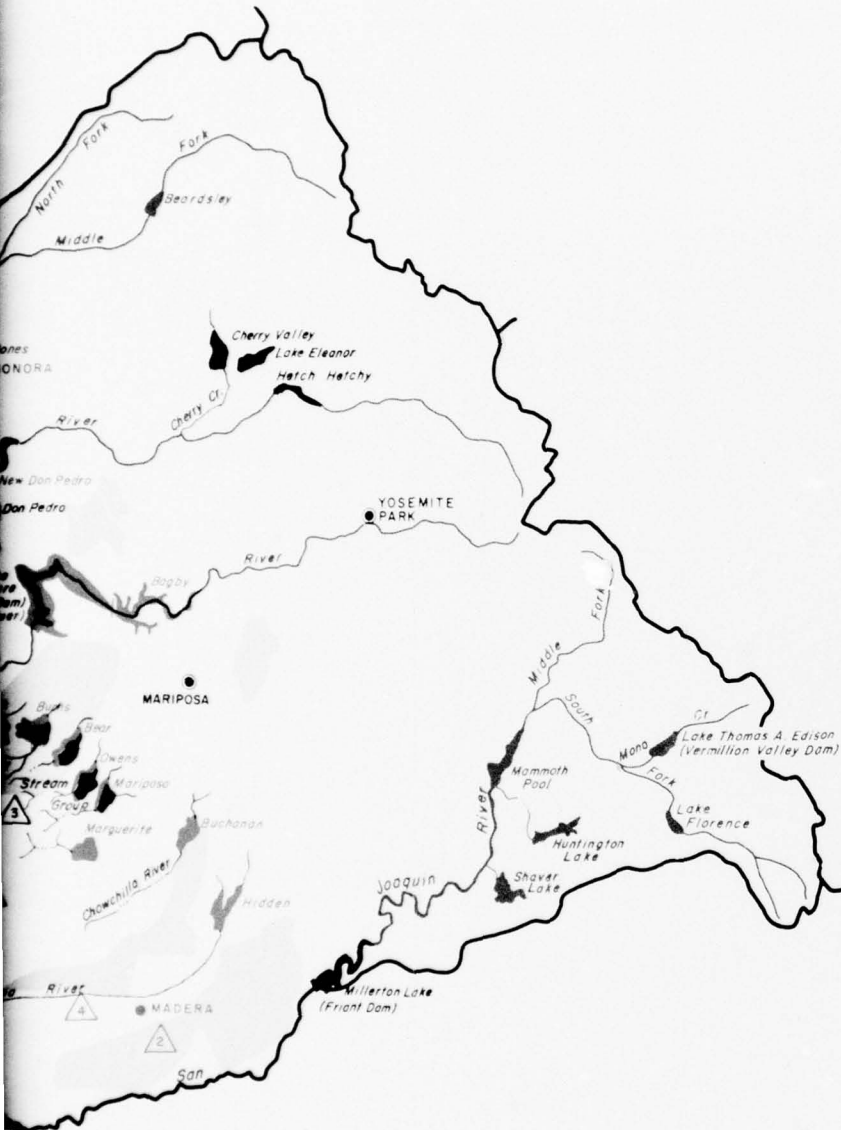 North Fork
Fork
Beardsley
Middle
Cherry Valley
Lake Eleanor
Hetch Hetchy
ones
ONORA
River
Cherry Cr.
New Don Pedro
Don Pedro
YOSEMITE
PARK
River
Bagby
Middle Fork
MARIPOSA
South
Mono Cr
Lake Thomas A. Edison
(Vermillion Valley Dam)
Fork
Burns
Bear
Owens
Stream
Group
Mariposa
3
Marguerite
Buchanan
Mammoth
Pool
River
Lake
Florence
Huntington
Lake
Shaver
Lake
Joaquin
Chowchilla River
Hidden
River
4
MADERA
2
Millerton Lake
(Friant Dam)
San